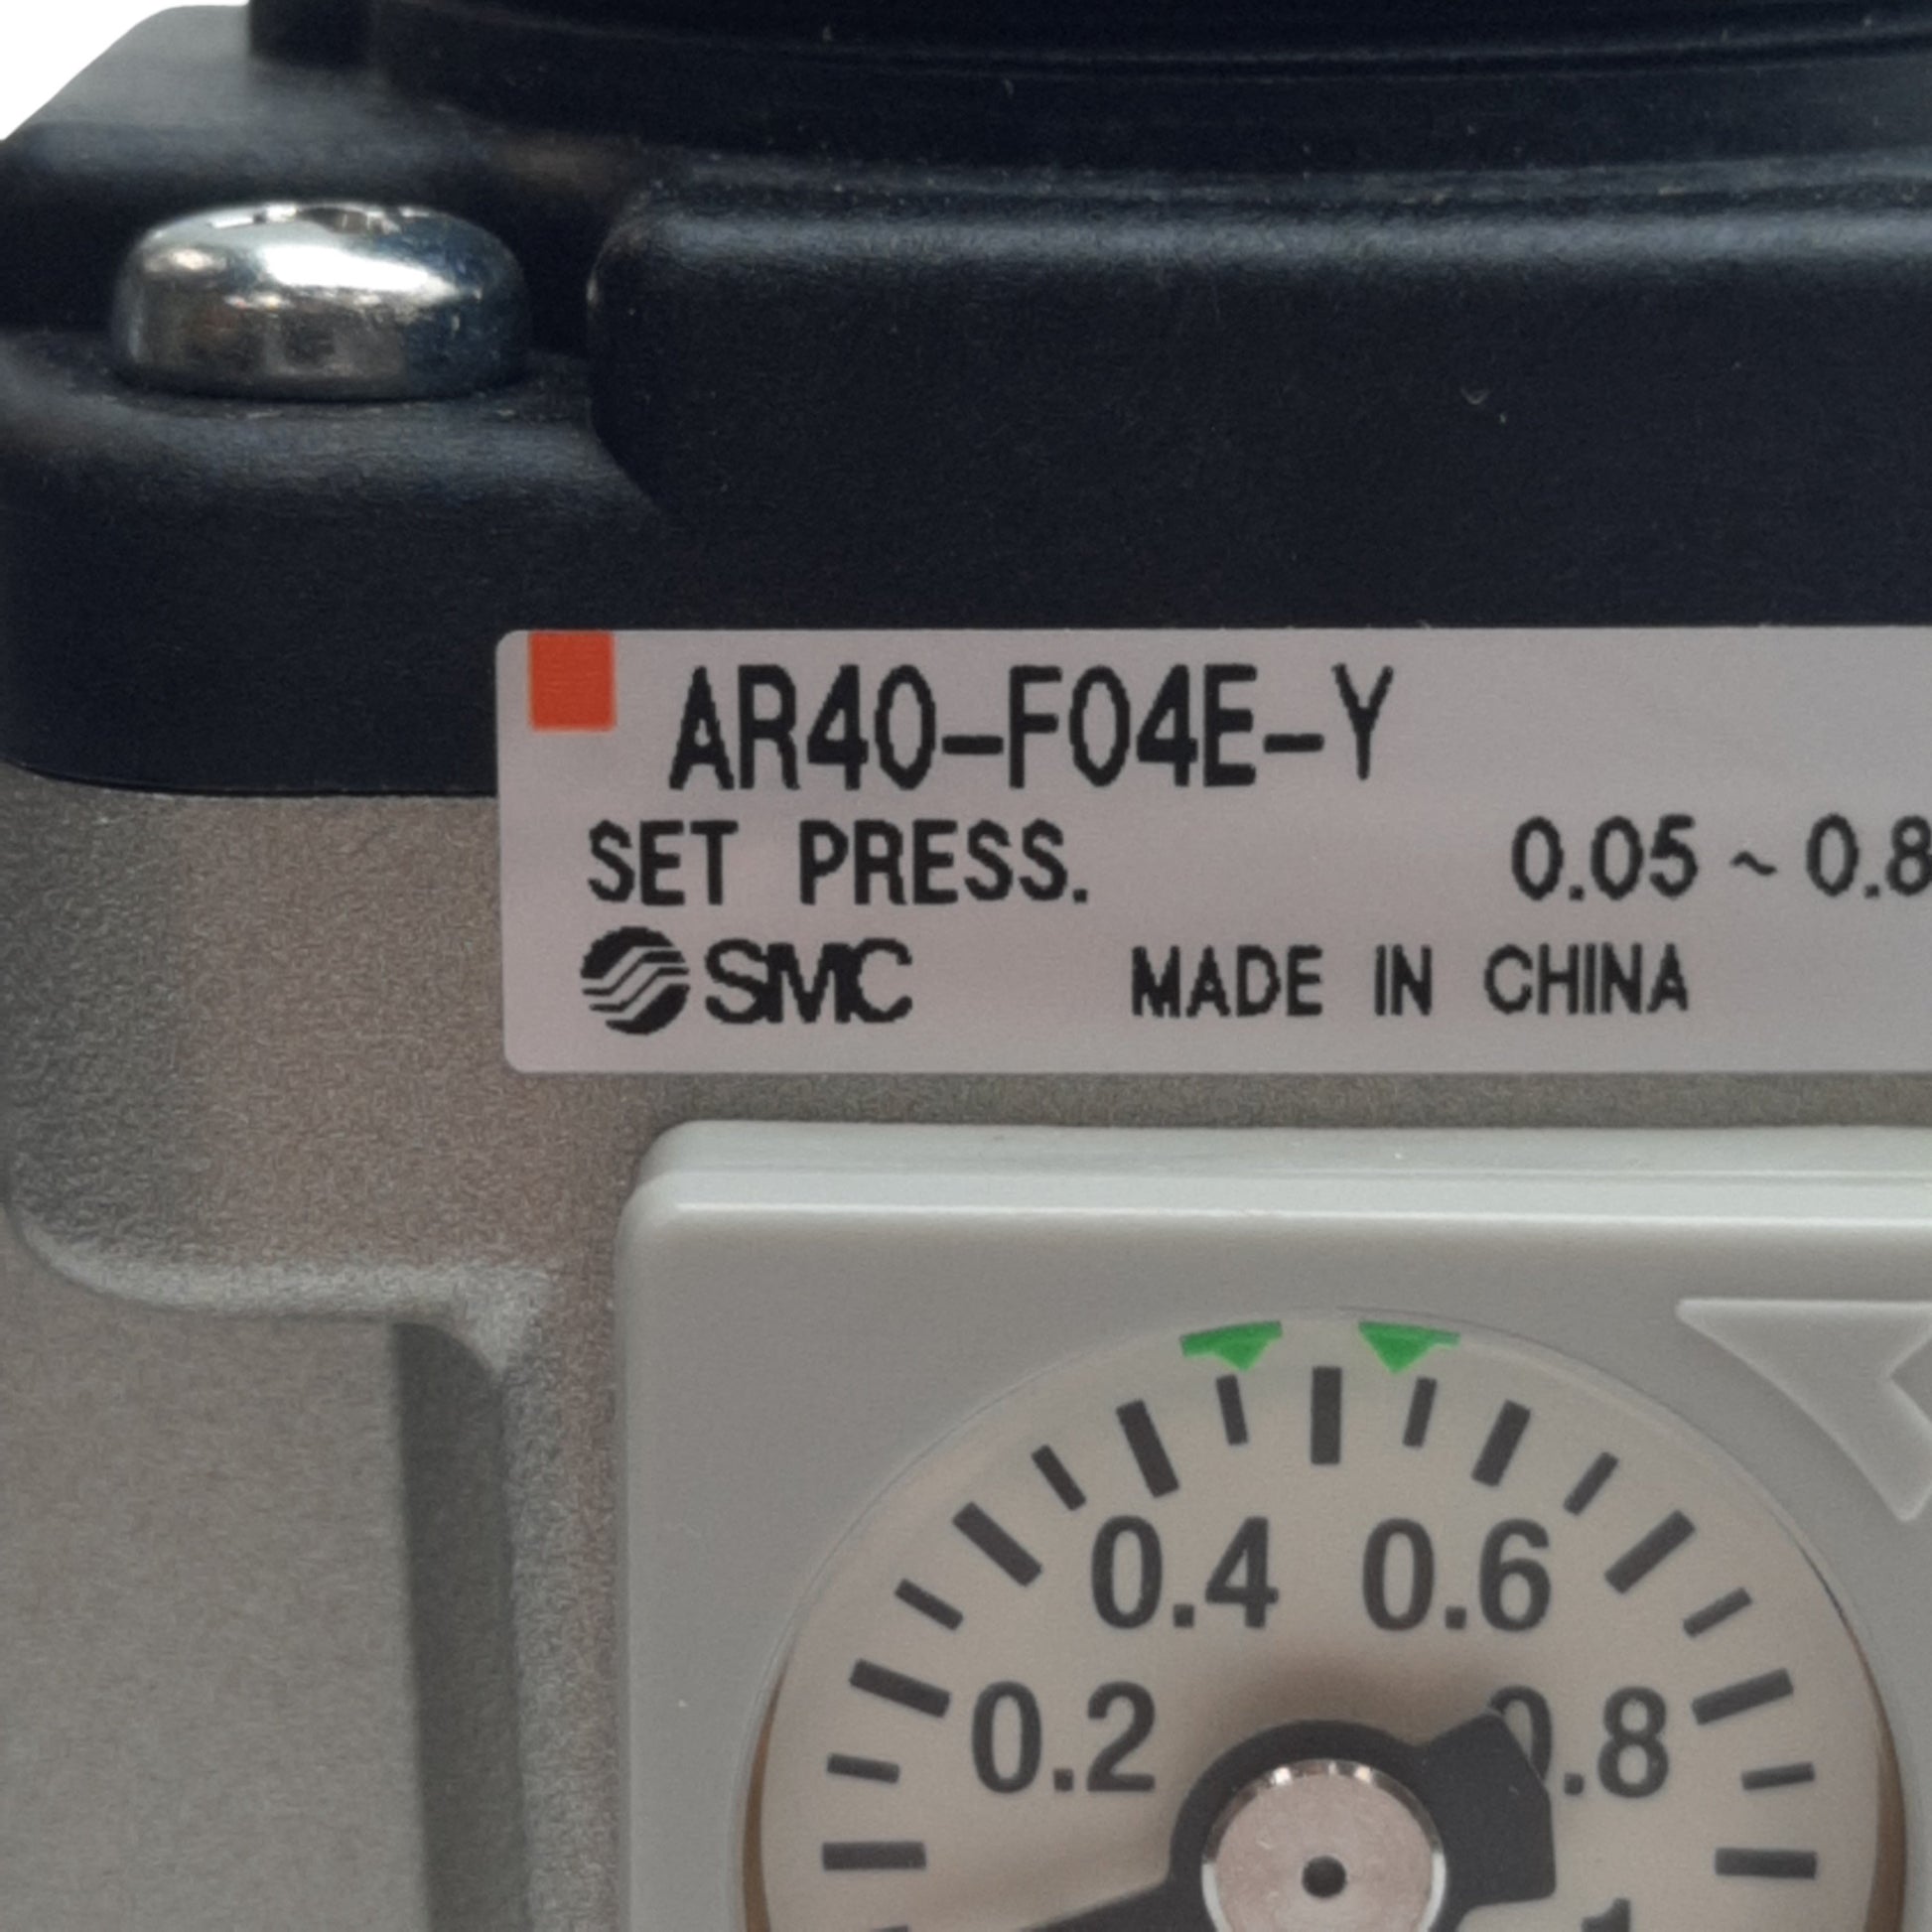 AR40-F04E-Y
SET PRESS. 0.05 ~ 0.8
SMC MADE IN CHINA
0.4 0.6
0.2 0.8
1